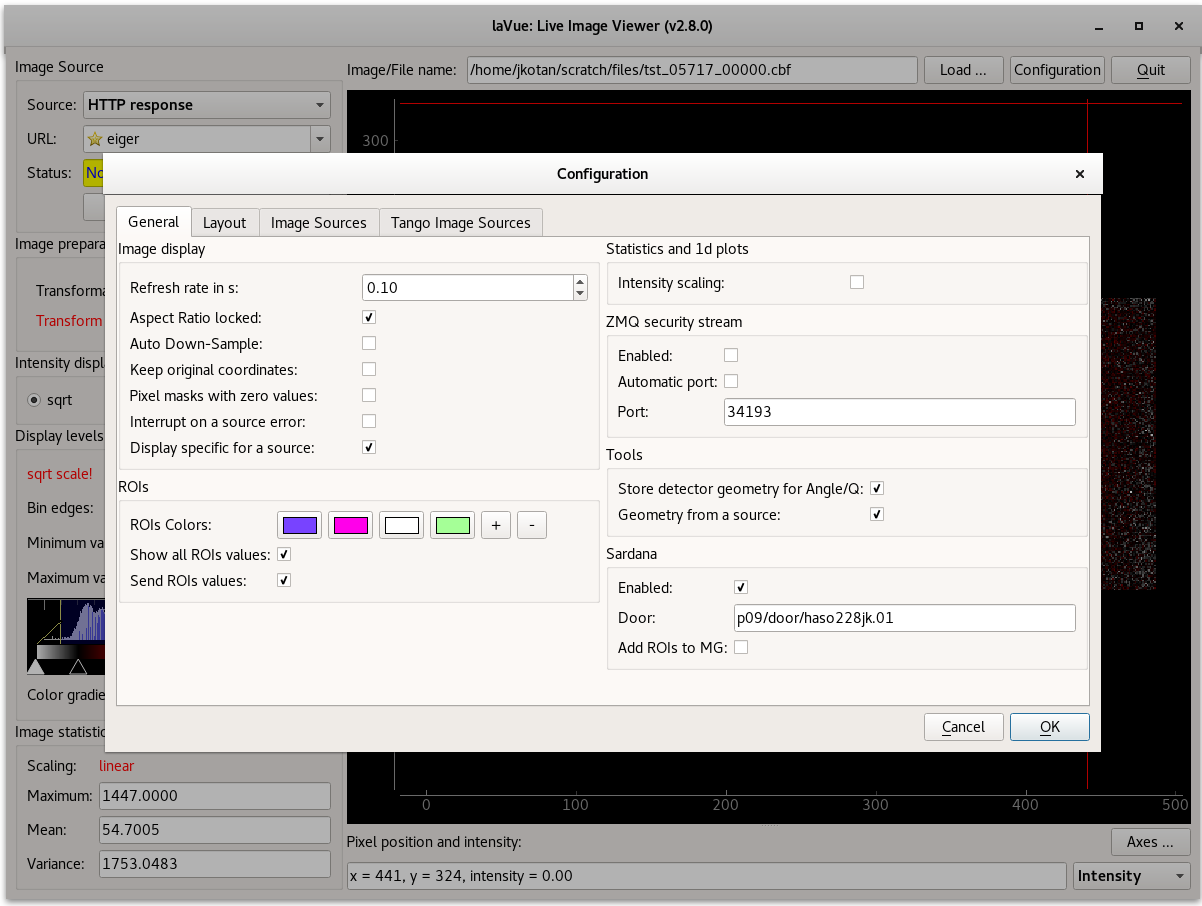 laVue: Live Image Viewer (v2.8.0)
Image Source
Image/File name: /home/jkotan/scratch/files/tst_05717_00000.cbf Load ... Configuration Quit
Source: HTTP response
URL: eiger
Status:
300
Configuration
General Layout Image Sources Tango Image Sources
Image display
Refresh rate in s: 0.10
Aspect Ratio locked:
Auto Down-Sample:
Keep original coordinates:
Pixel masks with zero values:
Interrupt on a source error:
Display specific for a source:
ROIs
ROIs Colors: + -
Show all ROIs values:
Send ROIs values:
Statistics and 1d plots
Intensity scaling:
ZMQ security stream
Enabled:
Automatic port:
Port: 34193
Tools
Store detector geometry for Angle/Q:
Geometry from a source:
Sardana
Enabled:
Door: p09/door/haso228jk.01
Add ROIs to MG:
Cancel OK
Image prepara
Transforma
Transform
Intensity displ
sqrt
Display levels
sqrt scale!
Bin edges:
Minimum va
Maximum va
Color gradie
Image statistic
Scaling: linear
Maximum: 1447.0000
Mean: 54.7005
Variance: 1753.0483
0 100 200 300 400 500
Pixel position and intensity: Axes ...
x = 441, y = 324, intensity = 0.00 Intensity